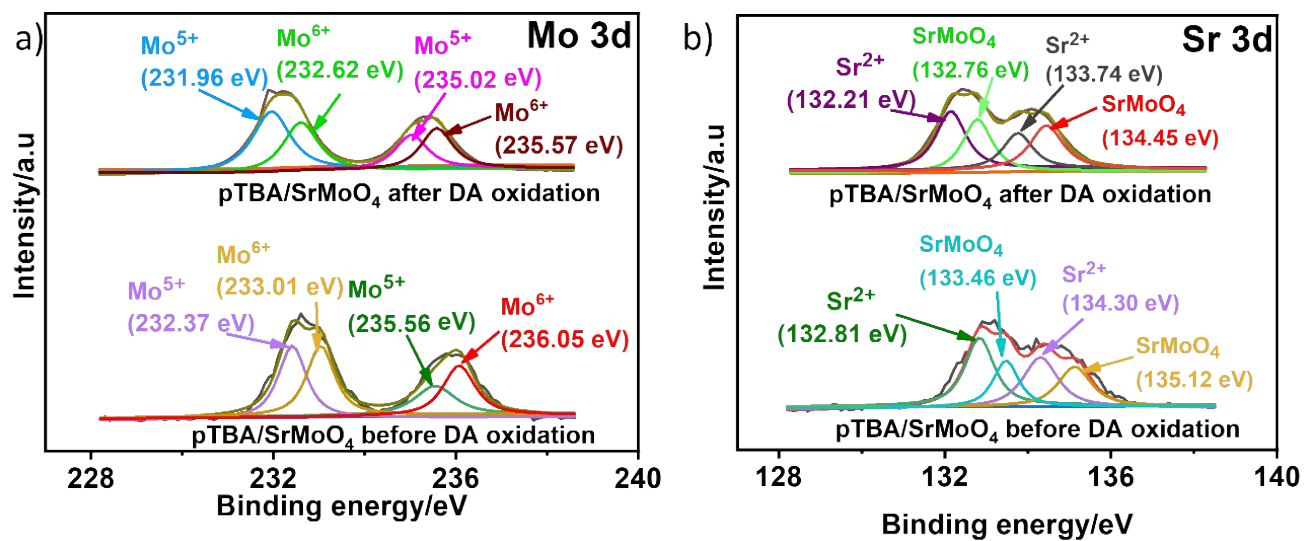 a)
Mo 3d
Mo⁵⁺
(231.96 eV)
Mo⁶⁺
(232.62 eV)
Mo⁵⁺
(235.02 eV)
Mo⁶⁺
(235.57 eV)
pTBA/SrMoO₄ after DA oxidation
Mo⁵⁺
(232.37 eV)
Mo⁶⁺
(233.01 eV)
Mo⁵⁺
(235.56 eV)
Mo⁶⁺
(236.05 eV)
pTBA/SrMoO₄ before DA oxidation
Intensity/a.u
228
232
236
240
Binding energy/eV
b)
Sr 3d
Sr²⁺
(132.21 eV)
SrMoO₄
(132.76 eV)
Sr²⁺
(133.74 eV)
SrMoO₄
(134.45 eV)
pTBA/SrMoO₄ after DA oxidation
Sr²⁺
(132.81 eV)
SrMoO₄
(133.46 eV)
Sr²⁺
(134.30 eV)
SrMoO₄
(135.12 eV)
pTBA/SrMoO₄ before DA oxidation
Intensity/a.u
128
132
136
140
Binding energy/eV